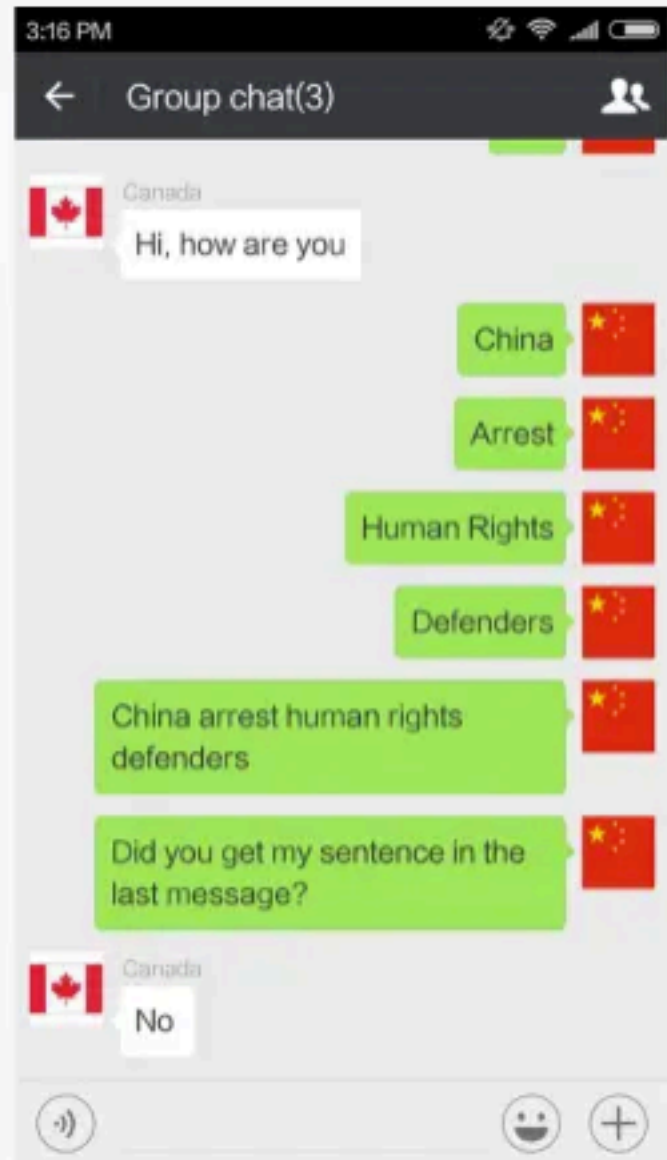 3:16 PM
Group chat(3)
Canada
Hi, how are you
China
Arrest
Human Rights
Defenders
China arrest human rights
defenders
Did you get my sentence in the
last message?
Canada
No